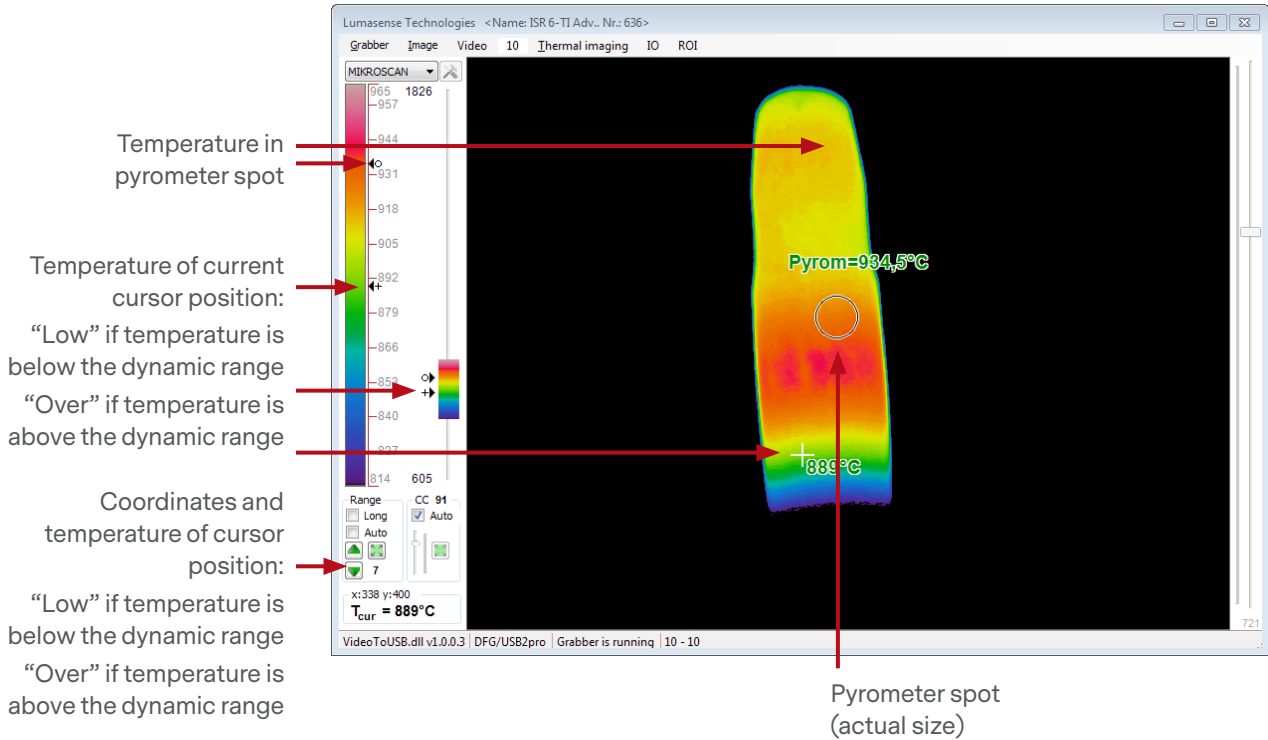 Lumasense Technologies <Name: ISR 6-TI Adv.. Nr.: 636>
Grabber Image Video 10 Thermal imaging IO ROI
MIKROSCAN
965 1826
957
944
931
918
905
892
879
866
853
840
827
814 605
Range
Long
Auto
7
CC 91
Auto
x:338 y:400
Tcur = 889°C
VideoToUSB.dll v1.0.0.3 DFG/USB2pro Grabber is running 10 - 10
721
Pyrom=934,5°C
889°C
Temperature in
pyrometer spot
Temperature of current
cursor position:
“Low” if temperature is
below the dynamic range
“Over” if temperature is
above the dynamic range
Coordinates and
temperature of cursor
position:
“Low” if temperature is
below the dynamic range
“Over” if temperature is
above the dynamic range
Pyrometer spot
(actual size)